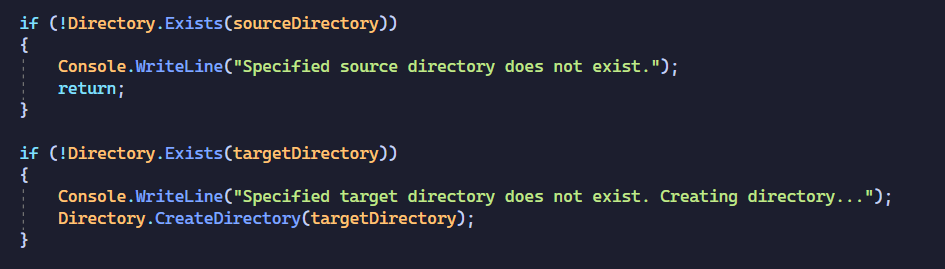 if (!Directory.Exists(sourceDirectory))
{
    Console.WriteLine("Specified source directory does not exist.");
    return;
}

if (!Directory.Exists(targetDirectory))
{
    Console.WriteLine("Specified target directory does not exist. Creating directory...");
    Directory.CreateDirectory(targetDirectory);
}